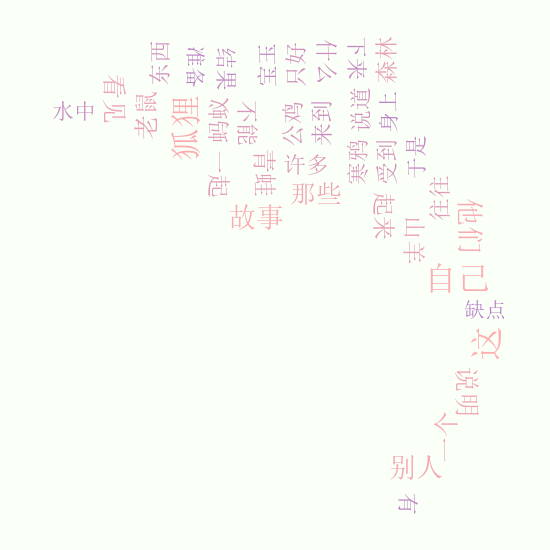 水中
看见
东西
老鼠
狐狸
准备
结果
蚂蚁
一起
不能
宝玉
青蛙
故事
只好
公鸡
许多
那些
什么
来到
下来
说道
寒鸦
森林
身上
受到
起来
于是
山羊
往往
他们
自己
缺点
这
说明
一个
别人
有